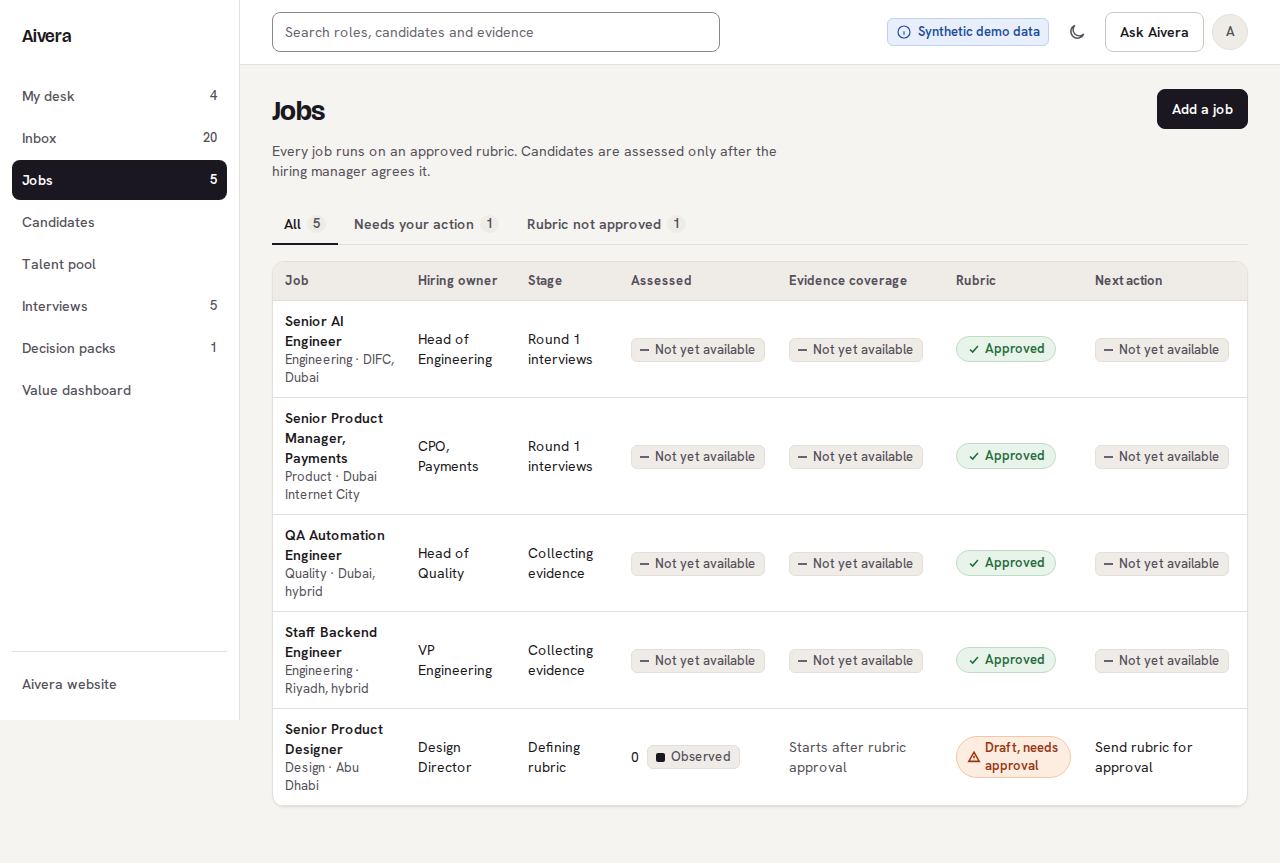 Aivera
Search roles, candidates and evidence
Synthetic demo data
Ask Aivera
A
My desk 4
Inbox 20
Jobs 5
Candidates
Talent pool
Interviews 5
Decision packs 1
Value dashboard
Aivera website
Jobs
Add a job
Every job runs on an approved rubric. Candidates are assessed only after the
hiring manager agrees it.
All 5
Needs your action 1
Rubric not approved 1
Job
Hiring owner
Stage
Assessed
Evidence coverage
Rubric
Next action
Senior AI
Engineer
Engineering · DIFC,
Dubai
Head of
Engineering
Round 1
interviews
Not yet available
Not yet available
Approved
Not yet available
Senior Product
Manager,
Payments
Product · Dubai
Internet City
CPO,
Payments
Round 1
interviews
Not yet available
Not yet available
Approved
Not yet available
QA Automation
Engineer
Quality · Dubai,
hybrid
Head of
Quality
Collecting
evidence
Not yet available
Not yet available
Approved
Not yet available
Staff Backend
Engineer
Engineering ·
Riyadh, hybrid
VP
Engineering
Collecting
evidence
Not yet available
Not yet available
Approved
Not yet available
Senior Product
Designer
Design · Abu
Dhabi
Design
Director
Defining
rubric
0 Observed
Starts after rubric
approval
Draft, needs
approval
Send rubric for
approval